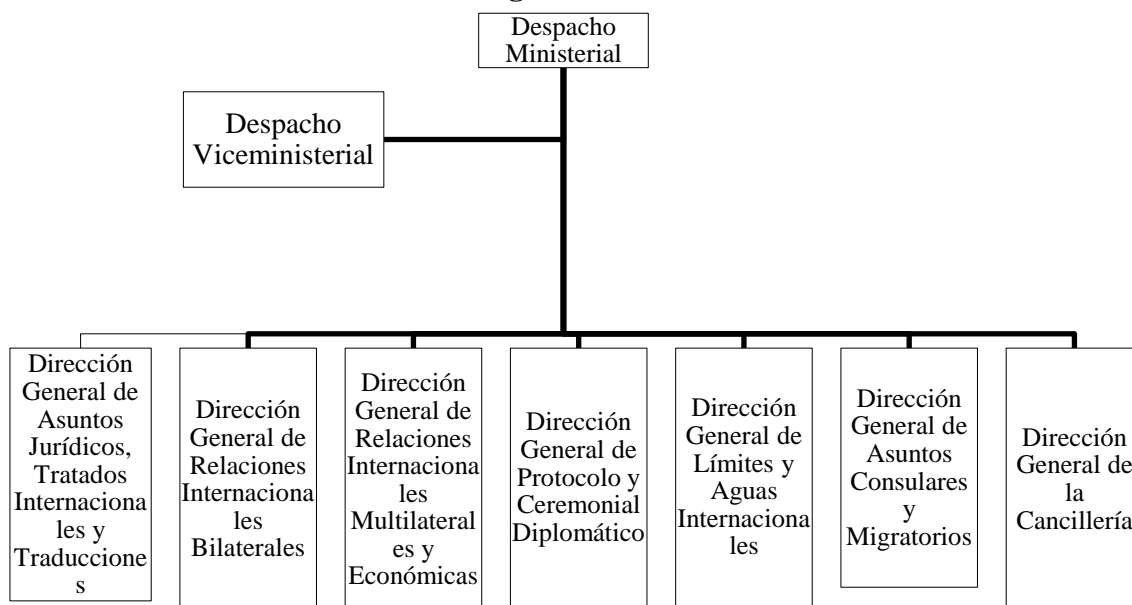 Despacho
Ministerial
Despacho
Viceministerial
Dirección
General de
Asuntos
Jurídicos,
Tratados
Internaciona
les y
Traduccione
s
Dirección
General de
Relaciones
Internaciona
les
Bilaterales
Dirección
General de
Relaciones
Internaciona
les
Multilateral
es y
Económicas
Dirección
General de
Protocolo y
Ceremonial
Diplomático
Dirección
General de
Límites y
Aguas
Internaciona
les
Dirección
General de
Asuntos
Consulares
y
Migratorios
Dirección
General de
la
Cancillería